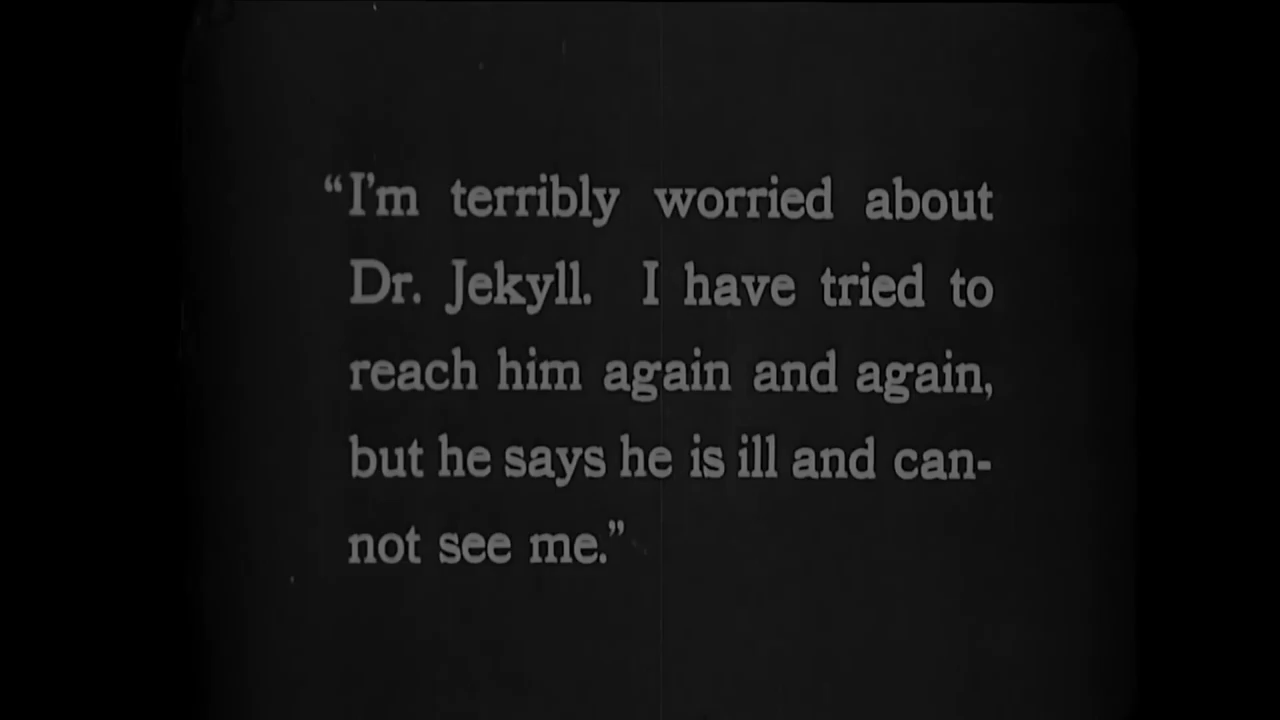 “I’m terribly worried about
Dr. Jekyll. I have tried to
reach him again and again,
but he says he is ill and can-
not see me.”